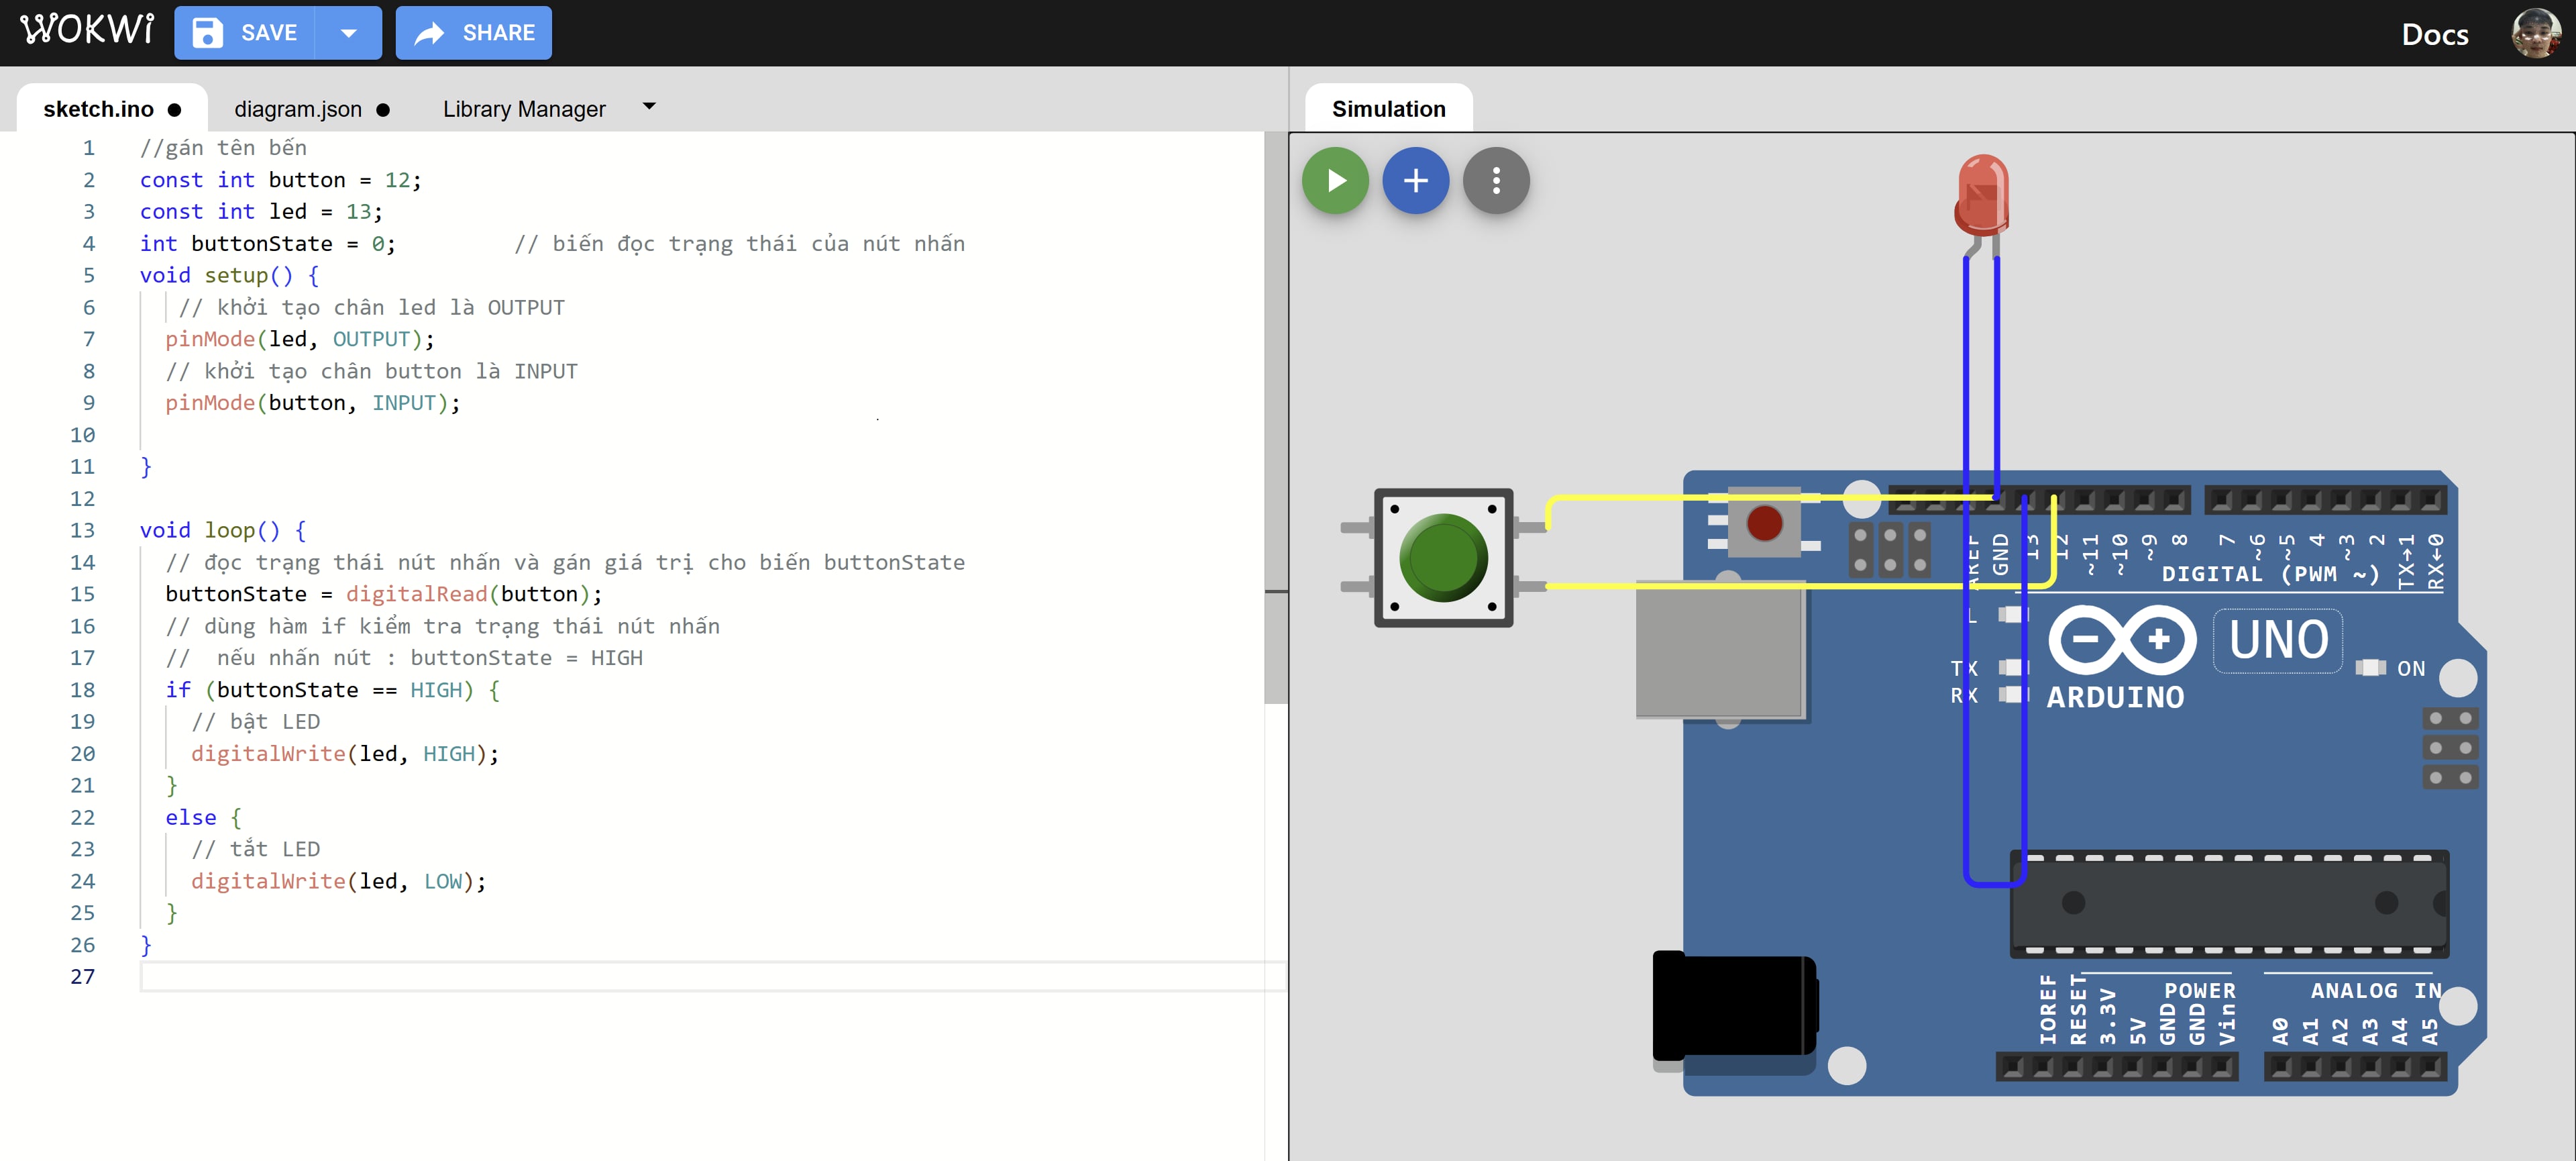 WOKWi
SAVE
SHARE
Docs
sketch.ino
diagram.json
Library Manager
Simulation
1 //gán tên bến
2 const int button = 12;
3 const int led = 13;
4 int buttonState = 0; // biến đọc trạng thái của nút nhấn
5 void setup() {
6 // khởi tạo chân led là OUTPUT
7 pinMode(led, OUTPUT);
8 // khởi tạo chân button là INPUT
9 pinMode(button, INPUT);
10
11 }
12
13 void loop() {
14 // đọc trạng thái nút nhấn và gán giá trị cho biến buttonState
15 buttonState = digitalRead(button);
16 // dùng hàm if kiểm tra trạng thái nút nhấn
17 // nếu nhấn nút : buttonState = HIGH
18 if (buttonState == HIGH) {
19 // bật LED
20 digitalWrite(led, HIGH);
21 }
22 else {
23 // tắt LED
24 digitalWrite(led, LOW);
25 }
26 }
27
AREF GND 13 12 ~11 ~10 ~9 8 7 ~6 ~5 4 ~3 2 TX→1 RX←0
DIGITAL (PWM ~)
L
TX
RX
UNO
ON
ARDUINO
POWER
ANALOG IN
IOREF RESET 3.3V 5V GND GND Vin A0 A1 A2 A3 A4 A5